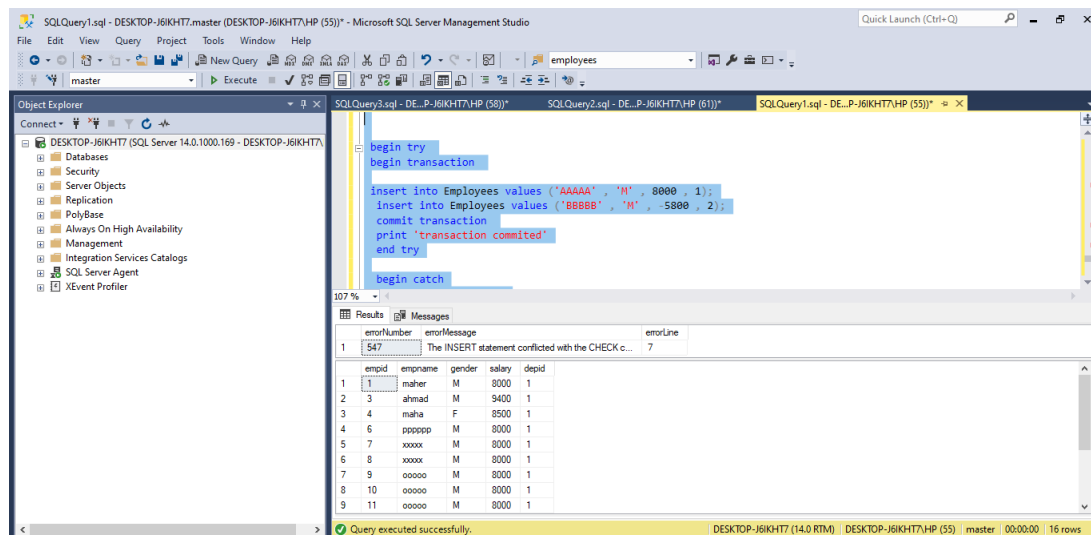 SQLQuery1.sql - DESKTOP-J6IKHT7.master (DESKTOP-J6IKHT7\HP (55))* - Microsoft SQL Server Management Studio
Quick Launch (Ctrl+Q)
File Edit View Query Project Tools Window Help
New Query
employees
master
Execute
Object Explorer
SQLQuery3.sql - DE...P-J6IKHT7\HP (58))*
SQLQuery2.sql - DE...P-J6IKHT7\HP (61))*
SQLQuery1.sql - DE...P-J6IKHT7\HP (55))*
Connect
DESKTOP-J6IKHT7 (SQL Server 14.0.1000.169 - DESKTOP-J6IKHT7\
Databases
Security
Server Objects
Replication
PolyBase
Always On High Availability
Management
Integration Services Catalogs
SQL Server Agent
XEvent Profiler
begin try
begin transaction
insert into Employees values ('AAAAA' , 'M' , 8000 , 1);
insert into Employees values ('BBBBB' , 'M' , -5800 , 2);
commit transaction
print 'transaction commited'
end try
begin catch
107 %
Results Messages
errorNumber errorMessage errorLine
1 547 The INSERT statement conflicted with the CHECK c... 7
empid empname gender salary depid
1 1 maher M 8000 1
2 3 ahmad M 9400 1
3 4 maha F 8500 1
4 6 pppppp M 8000 1
5 7 xxxxx M 8000 1
6 8 xxxxx M 8000 1
7 9 ooooo M 8000 1
8 10 ooooo M 8000 1
9 11 ooooo M 8000 1
Query executed successfully.
DESKTOP-J6IKHT7 (14.0 RTM) DESKTOP-J6IKHT7\HP (55) master 00:00:00 16 rows